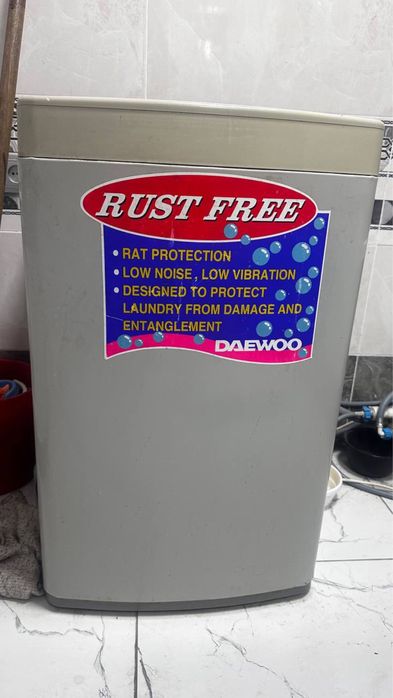 RUST FREE
• RAT PROTECTION
• LOW NOISE, LOW VIBRATION
• DESIGNED TO PROTECT
LAUNDRY FROM DAMAGE AND
ENTANGLEMENT
DAEWOO